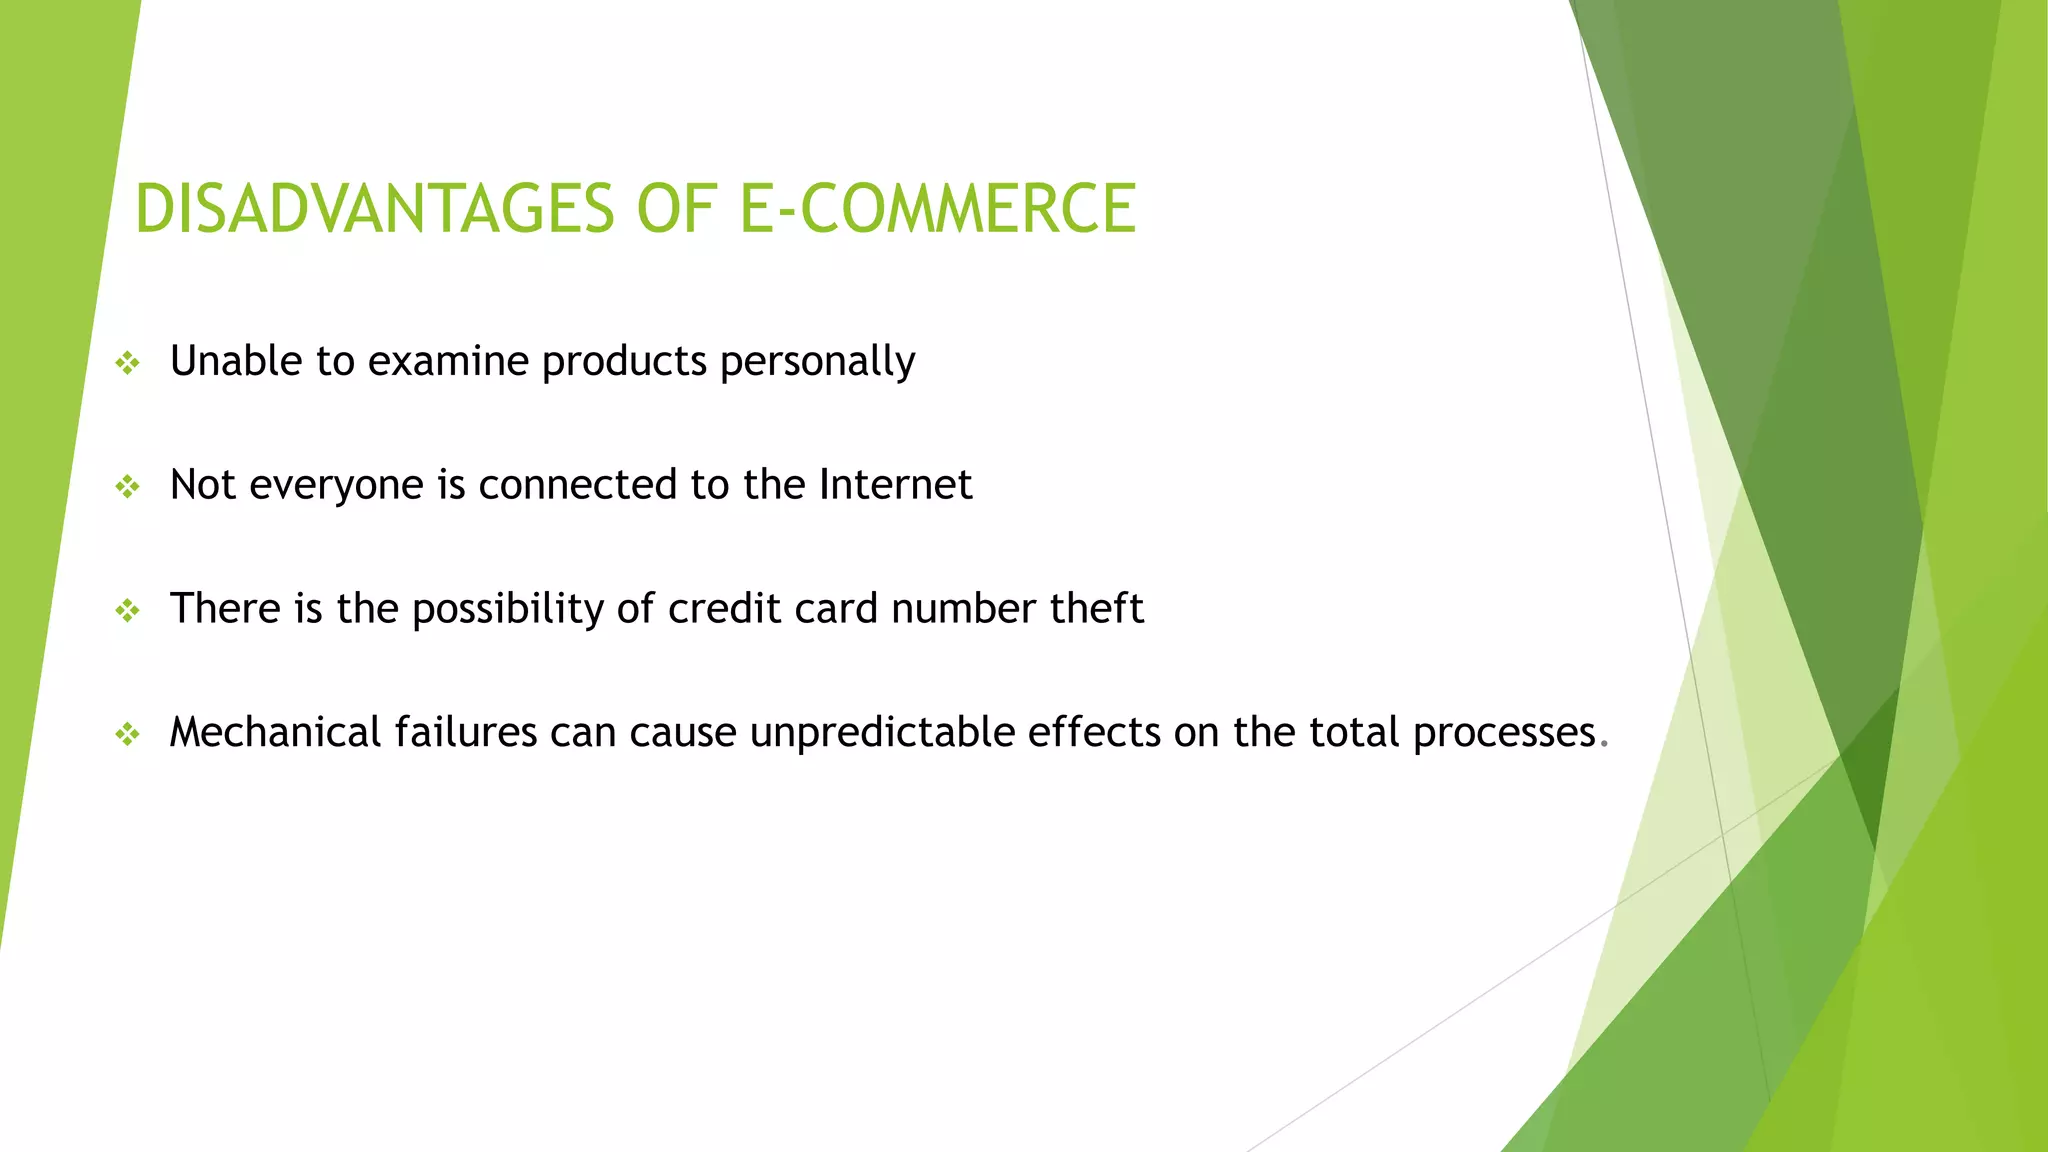 DISADVANTAGES OF E-COMMERCE
❖ Unable to examine products personally
❖ Not everyone is connected to the Internet
❖ There is the possibility of credit card number theft
❖ Mechanical failures can cause unpredictable effects on the total processes.